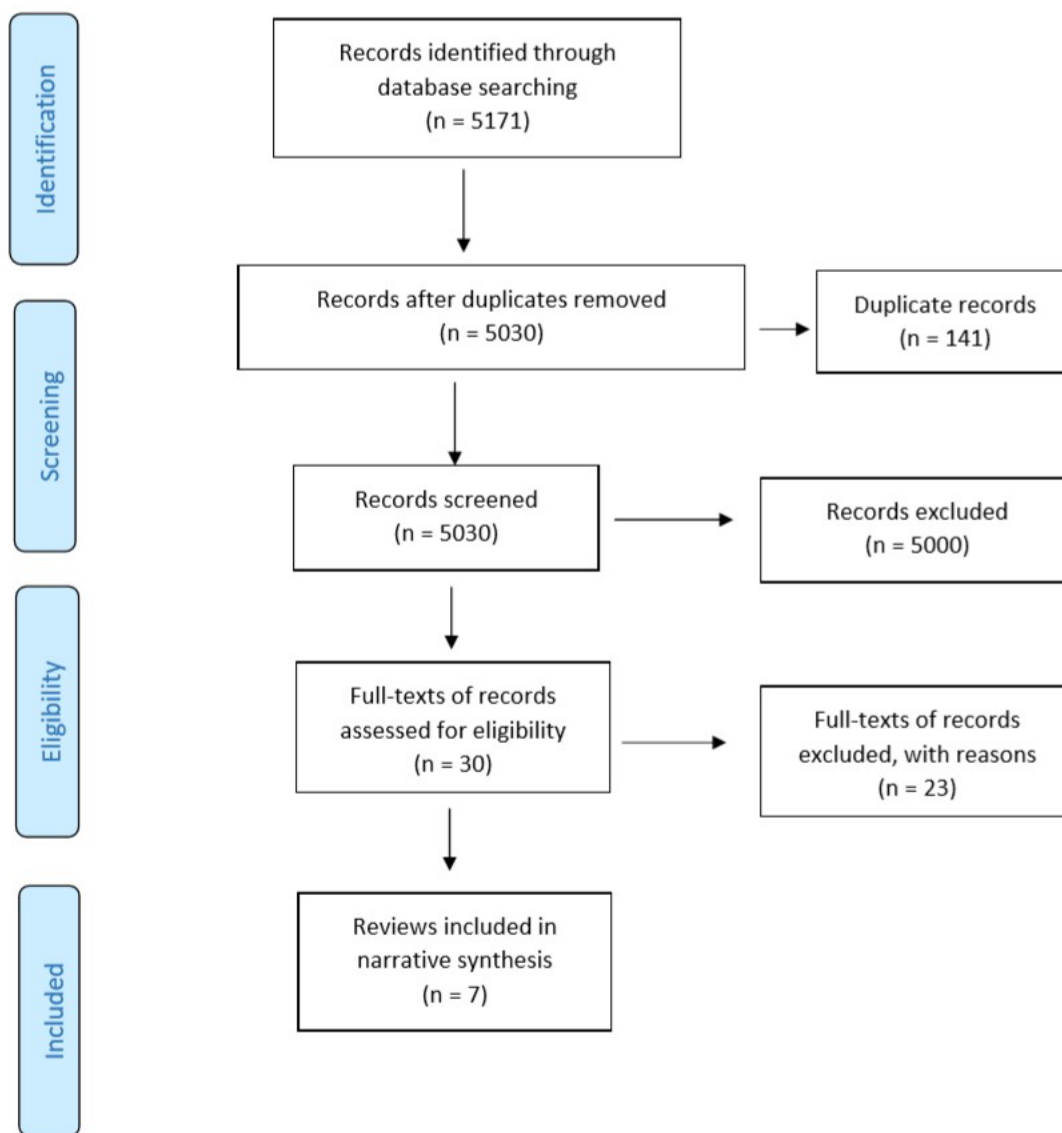 Identification
Records identified through
database searching
(n = 5171)
Records after duplicates removed
(n = 5030)
Duplicate records
(n = 141)
Screening
Records screened
(n = 5030)
Records excluded
(n = 5000)
Eligibility
Full-texts of records
assessed for eligibility
(n = 30)
Full-texts of records
excluded, with reasons
(n = 23)
Included
Reviews included in
narrative synthesis
(n = 7)